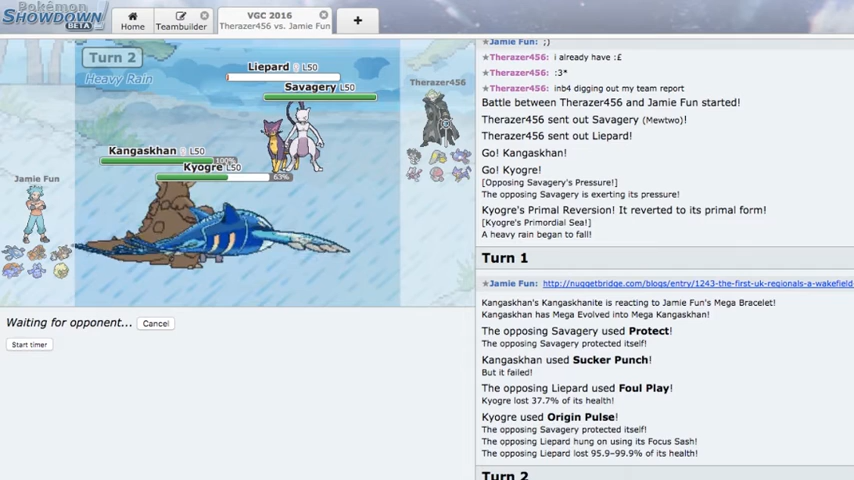 Pokémon
SHOWDOWN
BETA
Home
Teambuilder
VGC 2016
Therazer456 vs. Jamie Fun
+
Turn 2
Heavy Rain
Liepard L50
Savagery L50
Therazer456
Kangaskhan L50
100%
Kyogre L50
63%
Jamie Fun
Waiting for opponent... Cancel
Start timer
★Jamie Fun: ;)
★Therazer456: i already have :£
★Therazer456: :3*
★Therazer456: inb4 digging out my team report
Battle between Therazer456 and Jamie Fun started!
Therazer456 sent out Savagery (Mewtwo)!
Therazer456 sent out Liepard!
Go! Kangaskhan!
Go! Kyogre!
[Opposing Savagery's Pressure!]
The opposing Savagery is exerting its pressure!
Kyogre's Primal Reversion! It reverted to its primal form!
[Kyogre's Primordial Sea!]
A heavy rain began to fall!
Turn 1
★Jamie Fun: http://nuggetbridge.com/blogs/entry/1243-the-first-uk-regionals-a-wakefield-
Kangaskhan's Kangaskhanite is reacting to Jamie Fun's Mega Bracelet!
Kangaskhan has Mega Evolved into Mega Kangaskhan!
The opposing Savagery used Protect!
The opposing Savagery protected itself!
Kangaskhan used Sucker Punch!
But it failed!
The opposing Liepard used Foul Play!
Kyogre lost 37.7% of its health!
Kyogre used Origin Pulse!
The opposing Savagery protected itself!
The opposing Liepard hung on using its Focus Sash!
The opposing Liepard lost 95.9–99.9% of its health!
Turn 2